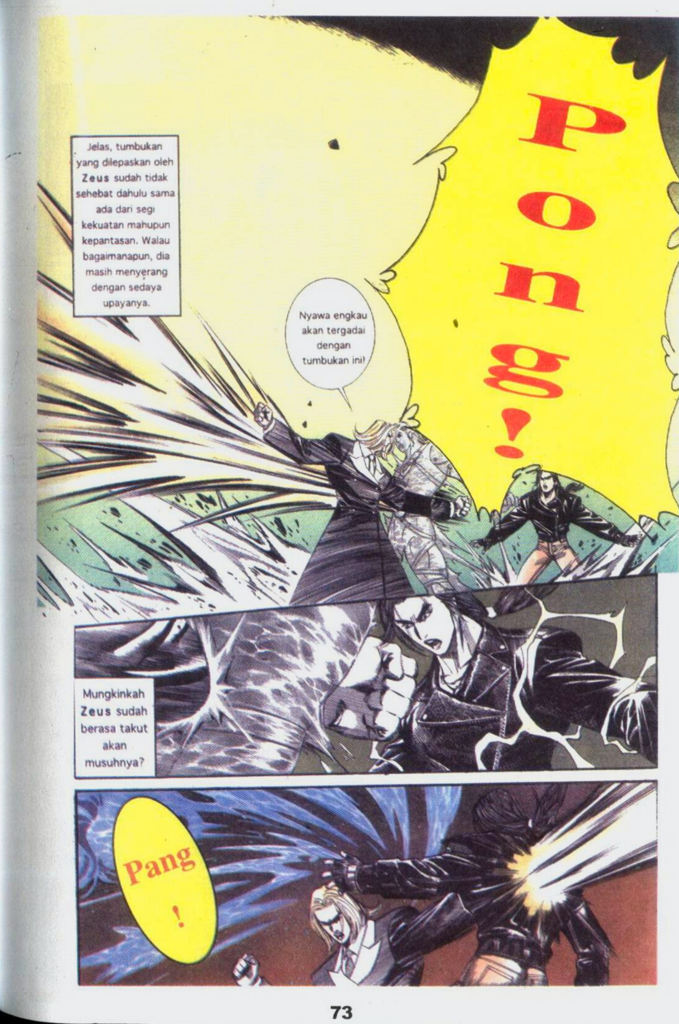 Jelas, tumbukan
yang dilepaskan oleh
Zeus sudah tidak
sehebat dahulu sama
ada dari segi
kekuatan mahupun
kepantasan. Walau
bagaimanapun, dia
masih menyerang
dengan sedaya
upayanya.
Pong!
Nyawa engkau
akan tergadai
dengan
tumbukan ini!
Mungkinkah
Zeus sudah
berasa takut
akan
musuhnya?
Pang
!
73